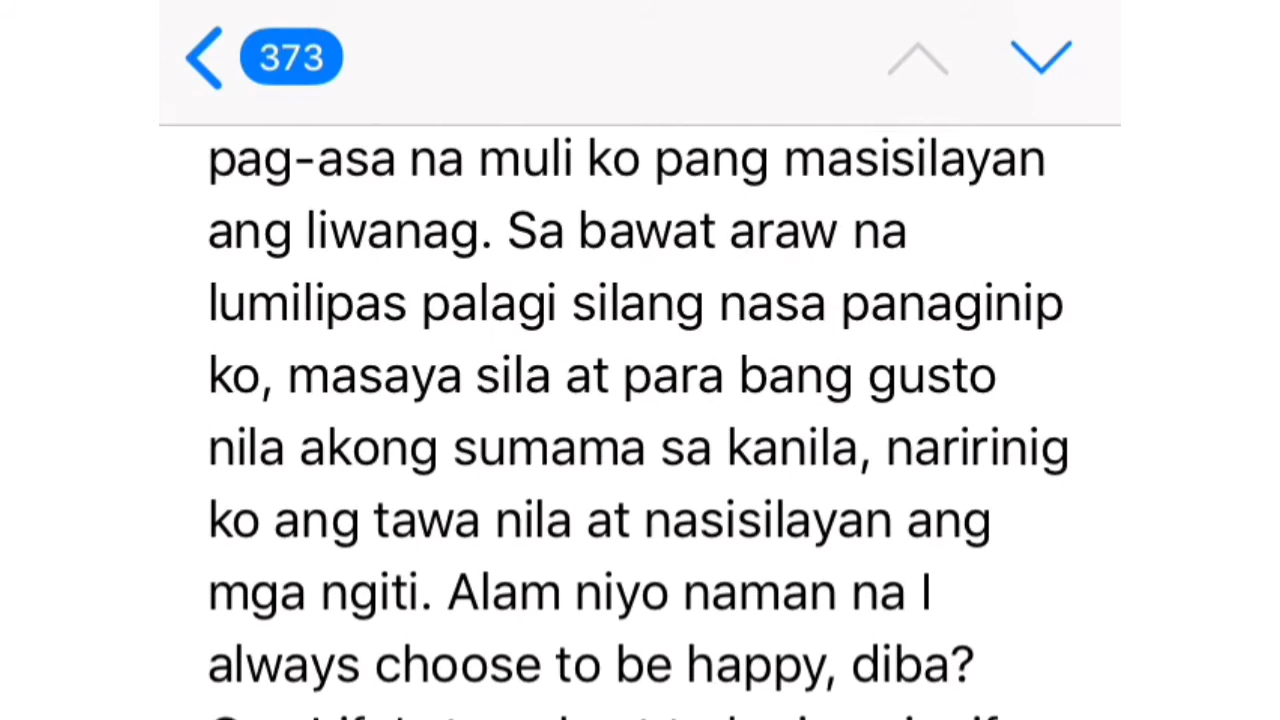 373
pag-asa na muli ko pang masisilayan
ang liwanag. Sa bawat araw na
lumilipas palagi silang nasa panaginip
ko, masaya sila at para bang gusto
nila akong sumama sa kanila, naririnig
ko ang tawa nila at nasisilayan ang
mga ngiti. Alam niyo naman na I
always choose to be happy, diba?